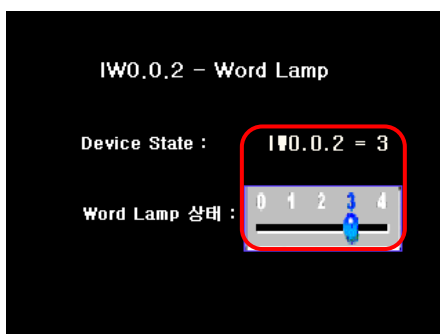 IW0.0.2 - Word Lamp
Device State : IW0.0.2 = 3
Word Lamp 상태 : 0 1 2 3 4